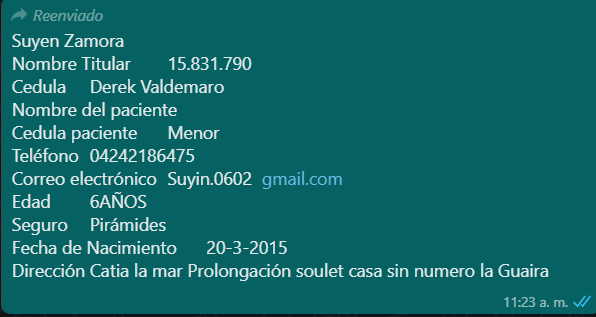 Reenviado
Suyen Zamora
Nombre Titular 15.831.790
Cedula Derek Valdemaro
Nombre del paciente
Cedula paciente Menor
Teléfono 04242186475
Correo electrónico Suyin.0602 gmail.com
Edad 6AÑOS
Seguro Pirámides
Fecha de Nacimiento 20-3-2015
Dirección Catia la mar Prolongación soulet casa sin numero la Guaira
11:23 a. m.